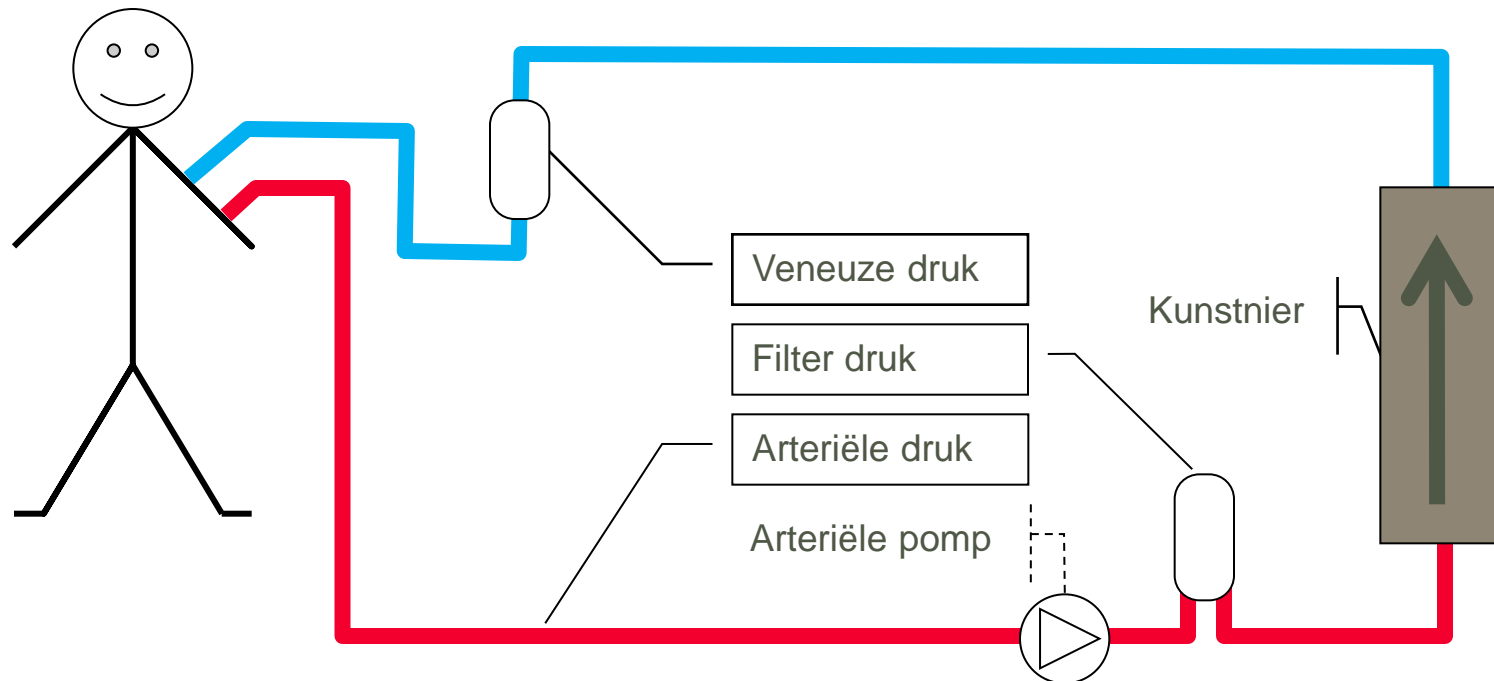 Veneuze druk
Kunstnier
Filter druk
Arteriële druk
Arteriële pomp